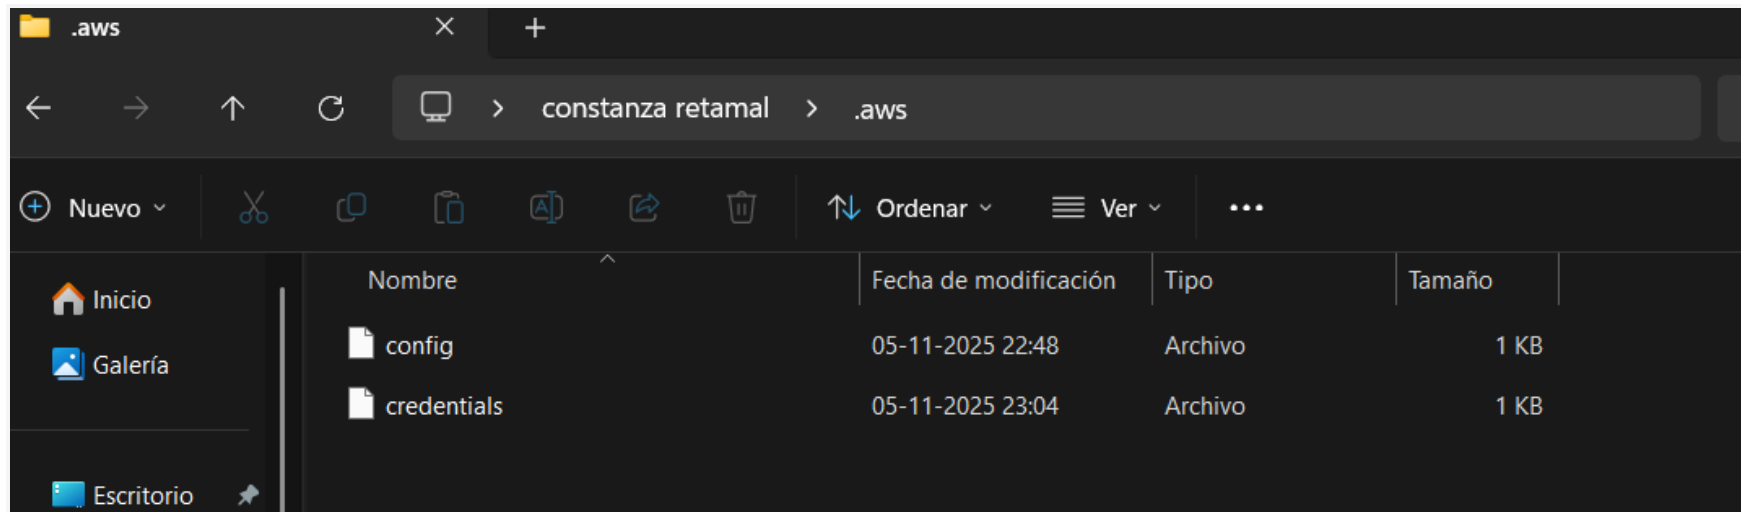 .aws
constanza retamal > .aws
Nuevo
Ordenar
Ver
Nombre Fecha de modificación Tipo Tamaño
Inicio
config 05-11-2025 22:48 Archivo 1 KB
Galería
credentials 05-11-2025 23:04 Archivo 1 KB
Escritorio